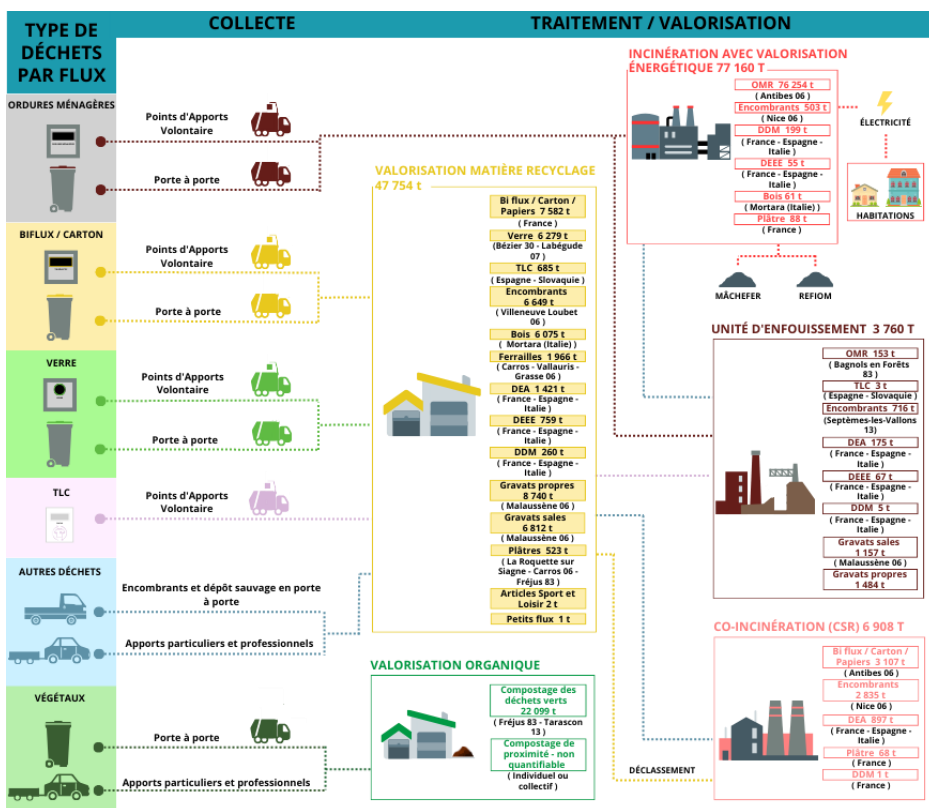 TYPE DE
DÉCHETS
PAR FLUX
COLLECTE
TRAITEMENT / VALORISATION
ORDURES MÉNAGÈRES
Points d'Apports
Volontaire
Porte à porte
BIFLUX / CARTON
Points d'Apports
Volontaire
Porte à porte
VERRE
Points d'Apports
Volontaire
Porte à porte
TLC
Points d'Apports
Volontaire
AUTRES DÉCHETS
Encombrants et dépôt sauvage en porte
à porte
Apports particuliers et professionnels
VÉGÉTAUX
Porte à porte
Apports particuliers et professionnels
VALORISATION MATIÈRE RECYCLAGE
47 754 t
Bi flux / Carton /
Papiers 7 582 t
( France )
Verre 6 279 t
(Bézier 30 - Labégude
07 )
TLC 685 t
( Espagne - Slovaquie )
Encombrants
6 649 t
( Villeneuve Loubet
06 )
Bois 6 075 t
( Mortara (Italie) )
Ferrailles 1 966 t
( Carros - Vallauris -
Grasse 06 )
DEA 1 421 t
( France - Espagne -
Italie )
DEEE 759 t
( France - Espagne -
Italie )
DDM 260 t
( France - Espagne -
Italie )
Gravats propres
8 740 t
( Malaussène 06 )
Gravats sales
6 812 t
( Malaussène 06 )
Plâtres 523 t
( La Roquette sur
Siagne - Carros 06 -
Fréjus 83 )
Articles Sport et
Loisir 2 t
Petits flux 1 t
VALORISATION ORGANIQUE
Compostage des
déchets verts
22 099 t
( Fréjus 83 - Tarascon
13 )
Compostage de
proximité - non
quantifiable
( Individuel ou
collectif )
INCINÉRATION AVEC VALORISATION
ÉNERGÉTIQUE 77 160 T
OMR 76 254 t
( Antibes 06 )
Encombrants 503 t
( Nice 06 )
DDM 199 t
( France - Espagne -
Italie )
DEEE 55 t
( France - Espagne -
Italie )
Bois 61 t
( Mortara (Italie) )
Plâtre 88 t
( France )
ÉLECTRICITÉ
HABITATIONS
MÂCHEFER
REFIOM
UNITÉ D'ENFOUISSEMENT 3 760 T
OMR 153 t
( Bagnols en Forêts
83 )
TLC 3 t
( Espagne - Slovaquie )
Encombrants 716 t
(Septèmes-les-Vallons
13)
DEA 175 t
( France - Espagne -
Italie )
DEEE 67 t
( France - Espagne -
Italie )
DDM 5 t
( France - Espagne -
Italie )
Gravats sales
1 157 t
( Malaussène 06 )
Gravats propres
1 484 t
CO-INCINÉRATION (CSR) 6 908 T
Bi flux / Carton /
Papiers 3 107 t
( Antibes 06 )
Encombrants
2 835 t
( Nice 06 )
DEA 897 t
( France - Espagne -
Italie )
Plâtre 68 t
( France )
DDM 1 t
( France )
DÉCLASSEMENT